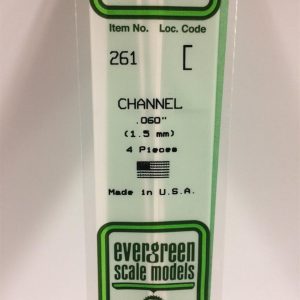 Item No. Loc. Code
261 [
CHANNEL
.060"
(1.5 mm)
4 Pieces
Made in U.S.A.
evergreen
scale models